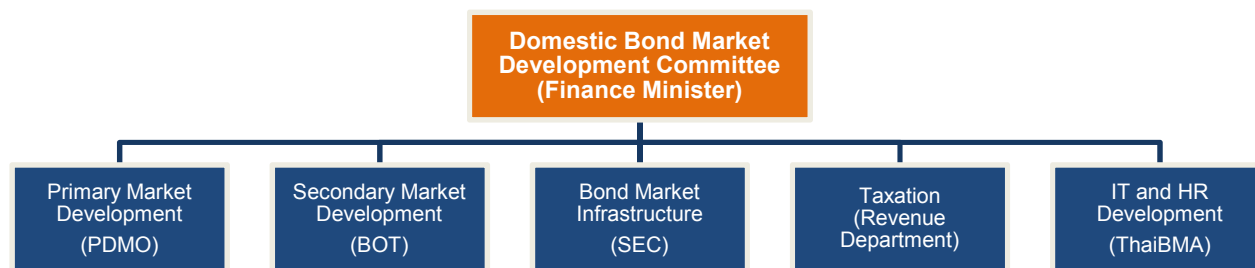 Domestic Bond Market
Development Committee
(Finance Minister)
Primary Market
Development
(PDMO)
Secondary Market
Development
(BOT)
Bond Market
Infrastructure
(SEC)
Taxation
(Revenue
Department)
IT and HR
Development
(ThaiBMA)